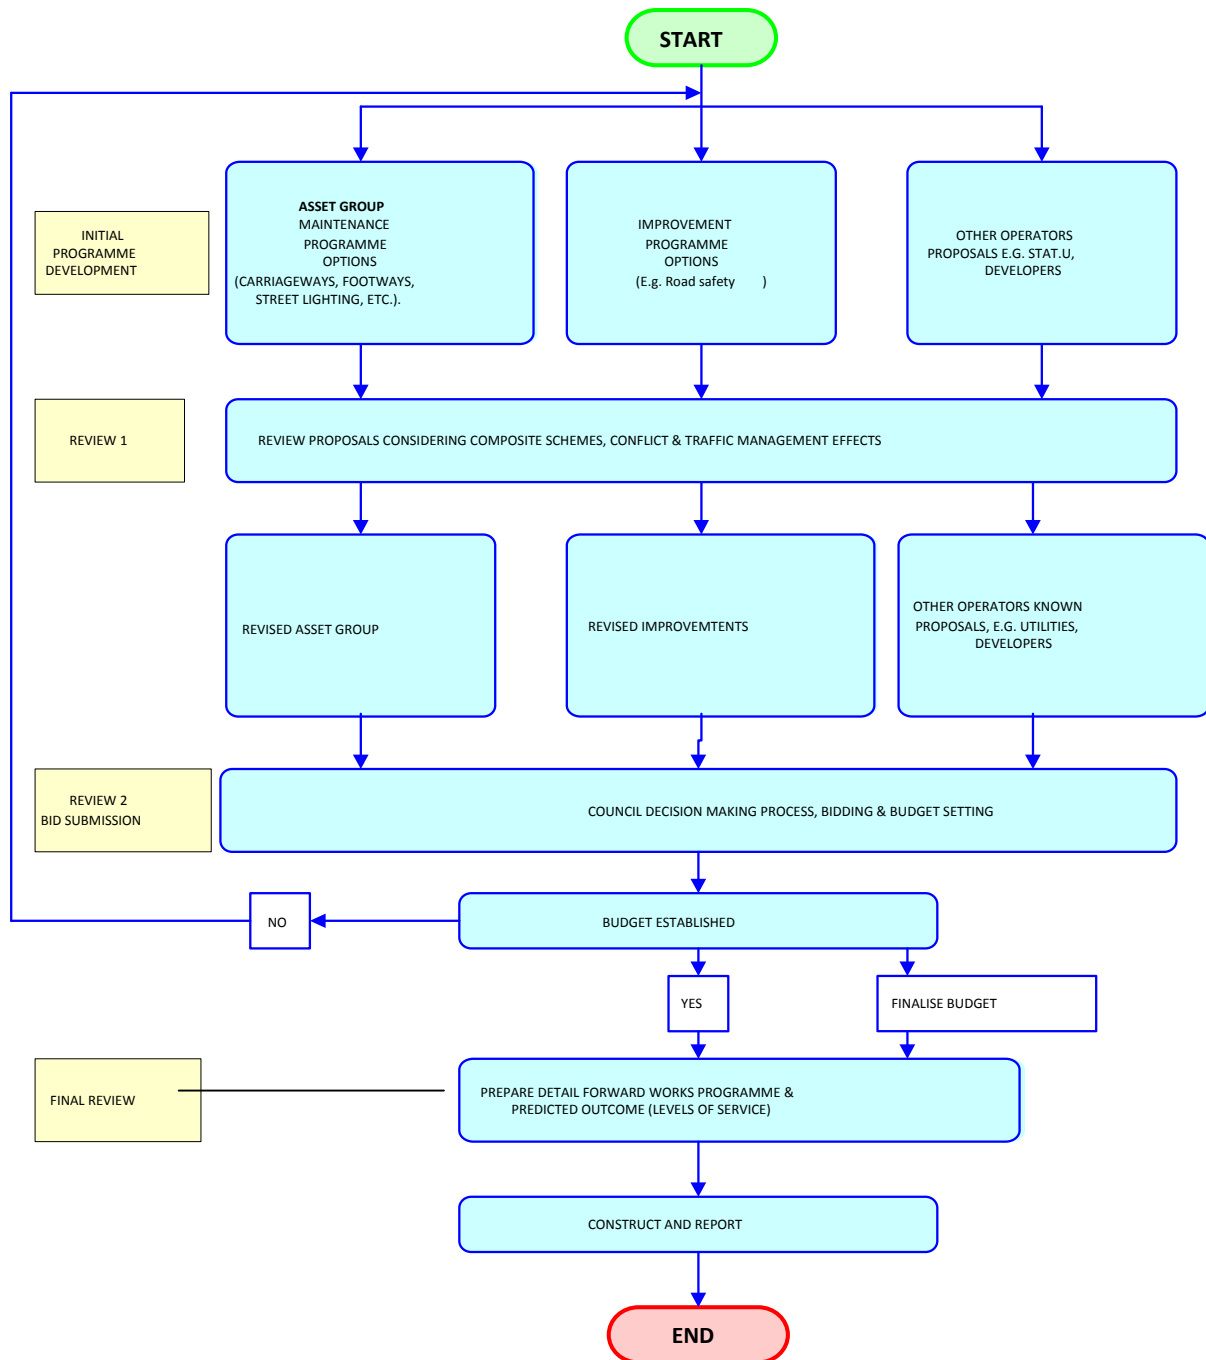 START
INITIAL
PROGRAMME
DEVELOPMENT
ASSET GROUP
MAINTENANCE
PROGRAMME
OPTIONS
(CARRIAGEWAYS, FOOTWAYS,
STREET LIGHTING, ETC.).
IMPROVEMENT
PROGRAMME
OPTIONS
(E.g. Road safety )
OTHER OPERATORS
PROPOSALS E.G. STAT.U,
DEVELOPERS
REVIEW 1
REVIEW PROPOSALS CONSIDERING COMPOSITE SCHEMES, CONFLICT & TRAFFIC MANAGEMENT EFFECTS
REVISED ASSET GROUP
REVISED IMPROVEMTENTS
OTHER OPERATORS KNOWN
PROPOSALS, E.G. UTILITIES,
DEVELOPERS
REVIEW 2
BID SUBMISSION
COUNCIL DECISION MAKING PROCESS, BIDDING & BUDGET SETTING
NO
BUDGET ESTABLISHED
YES
FINALISE BUDGET
FINAL REVIEW
PREPARE DETAIL FORWARD WORKS PROGRAMME &
PREDICTED OUTCOME (LEVELS OF SERVICE)
CONSTRUCT AND REPORT
END